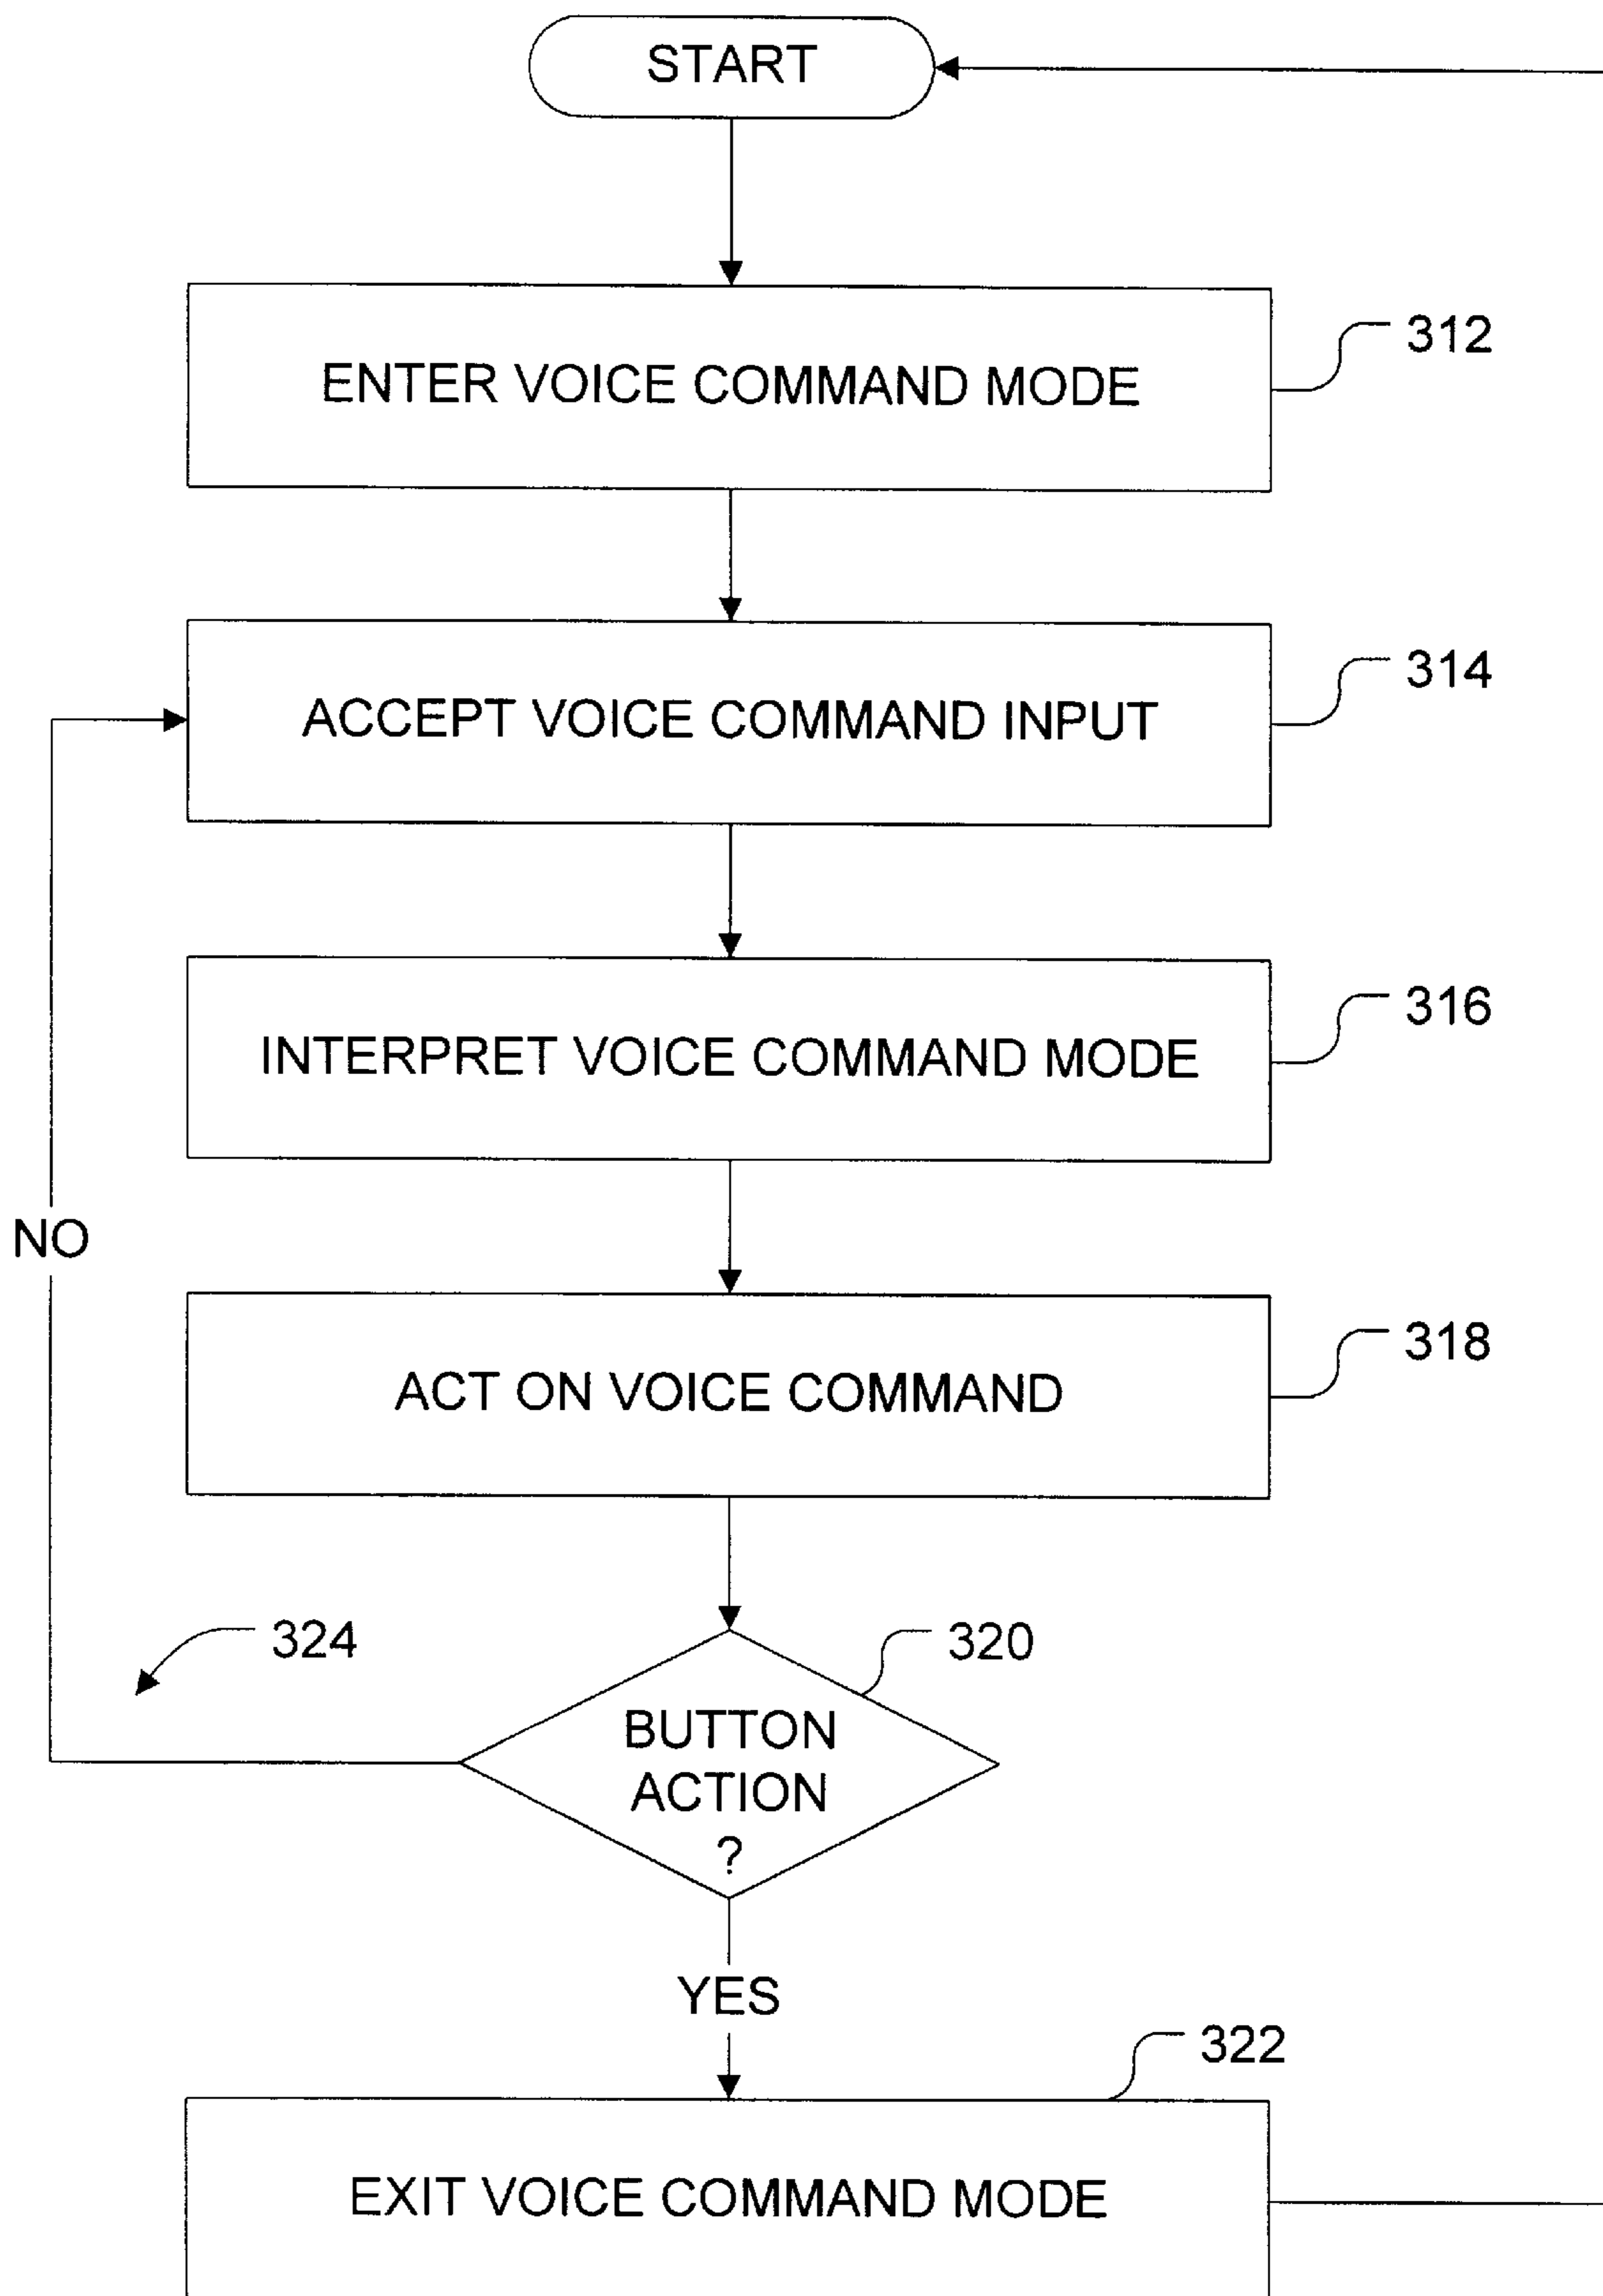 START
ENTER VOICE COMMAND MODE
312
ACCEPT VOICE COMMAND INPUT
314
INTERPRET VOICE COMMAND MODE
316
NO
ACT ON VOICE COMMAND
318
324
320
BUTTON
ACTION
?
YES
322
EXIT VOICE COMMAND MODE